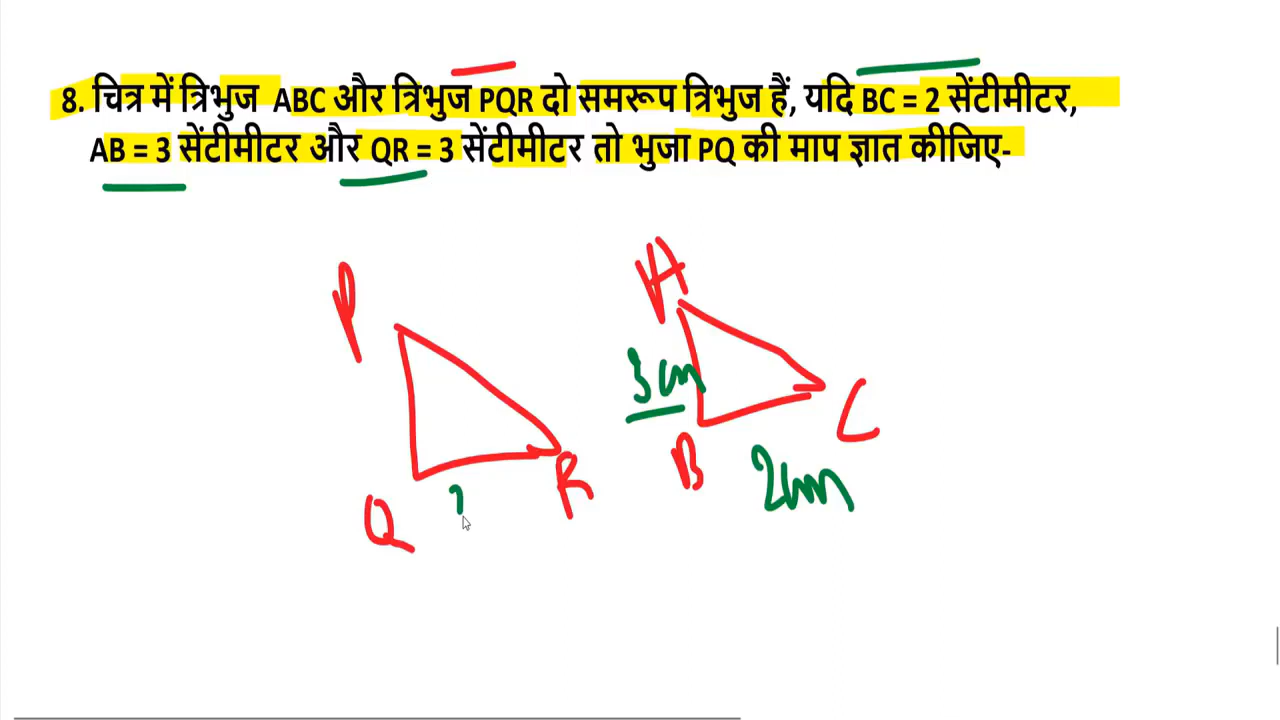 8. चित्र में त्रिभुज ABC और त्रिभुज PQR दो समरूप त्रिभुज हैं, यदि BC = 2 सेंटीमीटर,
AB = 3 सेंटीमीटर और QR = 3 सेंटीमीटर तो भुजा PQ की माप ज्ञात कीजिए-
A
P
3cm
C
B
R
2cm
Q